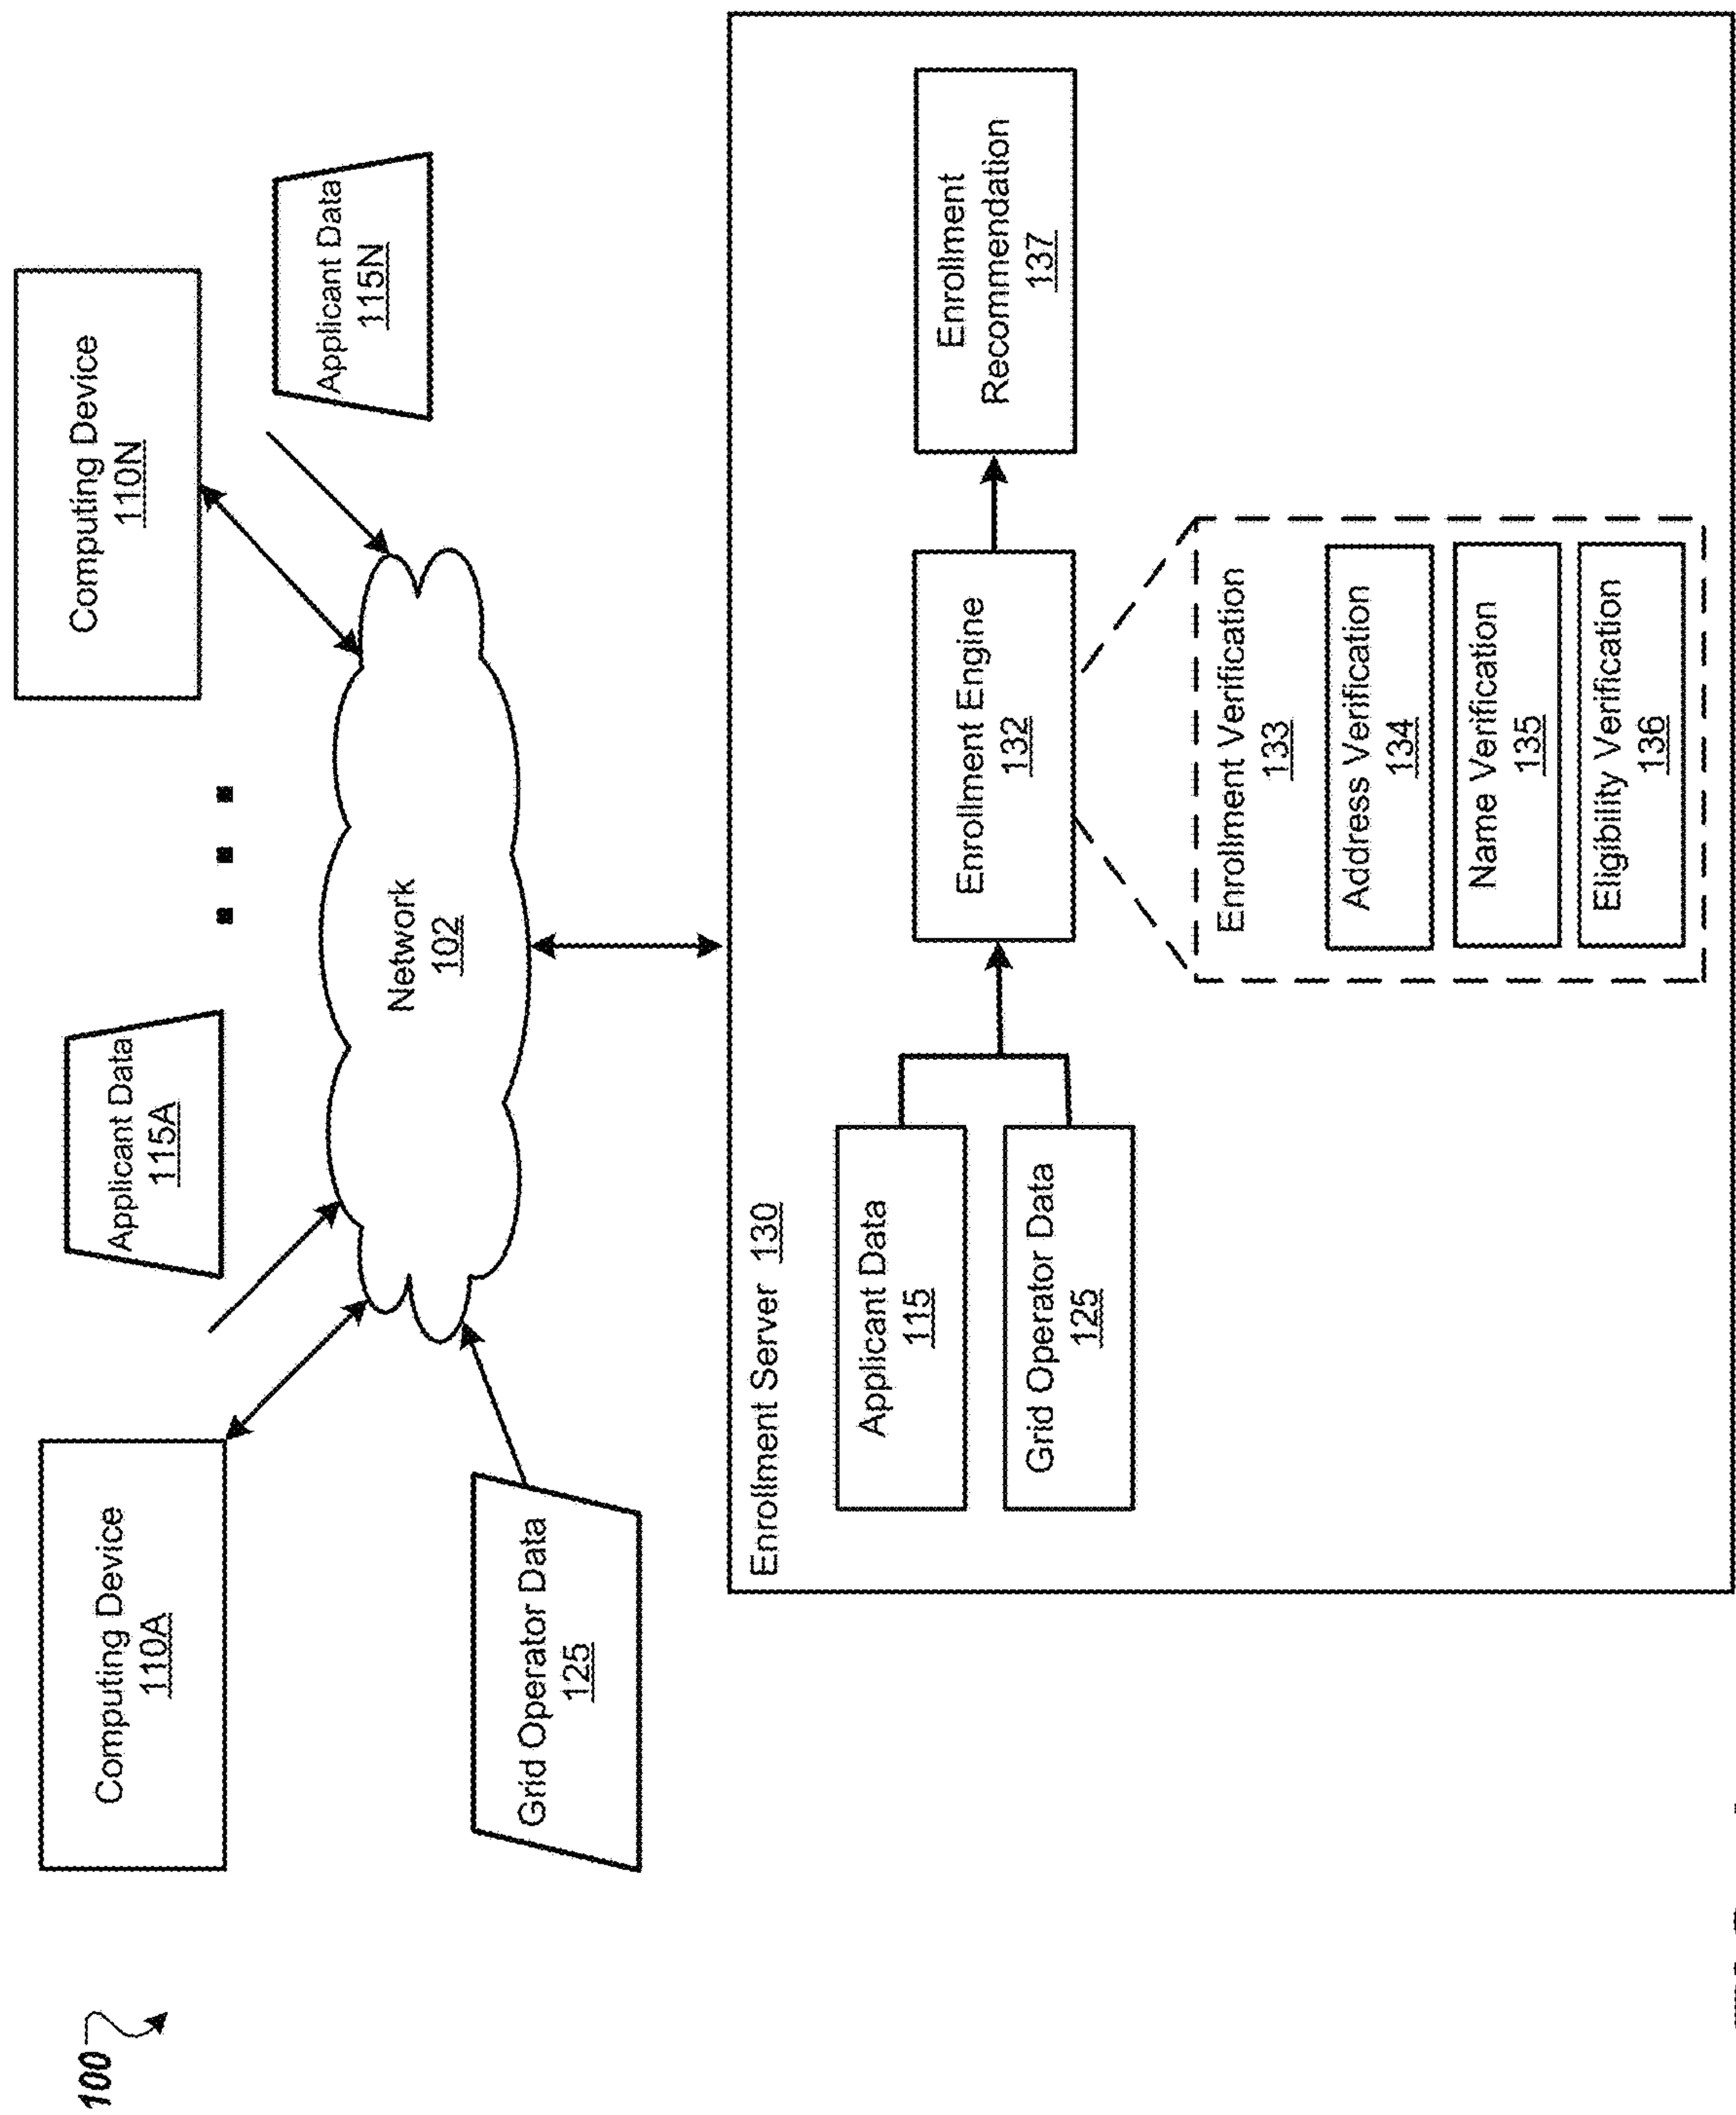 100
Computing Device
110A
Applicant Data
115A
Computing Device
110N
Applicant Data
115N
Network
102
Grid Operator Data
125
Enrollment Server 130
Applicant Data
115
Grid Operator Data
125
Enrollment Engine
132
Enrollment
Recommendation
137
Enrollment Verification
133
Address Verification
134
Name Verification
135
Eligibility Verification
136